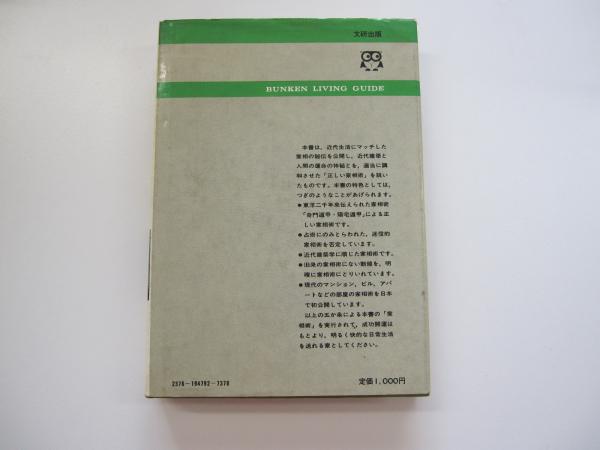 文研出版
BUNKEN LIVING GUIDE
本書は、近代生活にマッチした
家相の秘伝を公開し、近代建築と
人間の運命の神秘とを、適当に調
和させた「正しい家相術」を説い
たものです。本書の特色としては、
つぎのようなことがあげられます。
●東洋二千年来伝えられた家相術
「奇門遁甲・陽宅遁甲」による正
しい家相術です。
●占術にのみとらわれた、迷信的
家相術を否定しています。
●近代建築学に順じた家相術です。
●旧来の家相術にない動線を、明
確に家相術にとりいれています。
●現代のマンション、ビル、アパ
ートなどの部屋の家相術を日本
で初公開しています。
以上の五か条による本書の「家
相術」を実行されて、成功開運は
もとより、明るく快的な日常生活
を送れる家としてください。
2376-194792-7370
定価1,000円